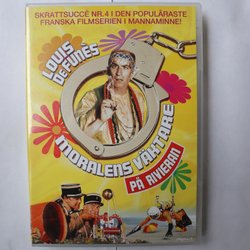 SKRATTSUCCÉ NR.4 I DEN POPULÄRASTE
FRANSKA FILMSERIEN I MANNAMINNE!
LOUIS
DE FUNÈS
MORALENS VÄKTARE
PÅ RIVIERAN